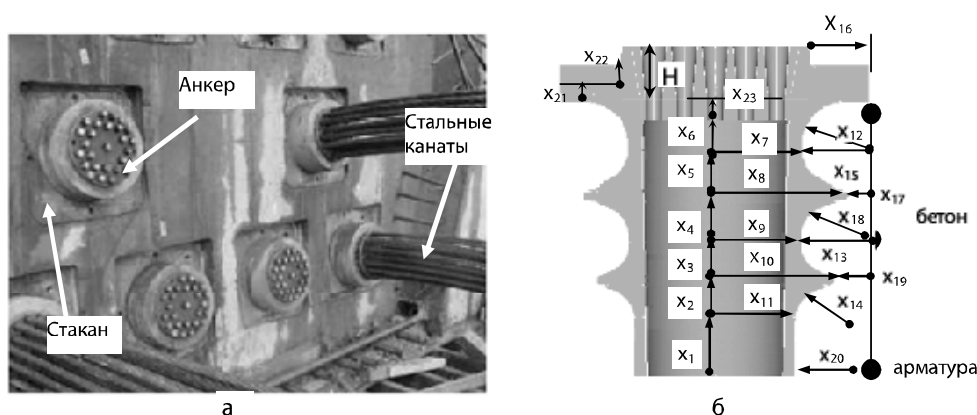 Анкер
Стальные
канаты
Стакан
а
X16
x22
H
x21
x23
x6
x7
x12
x5
x8
x15
x17
бетон
x4
x9
x18
x3
x10
x13
x19
x2
x11
x14
x1
x20
арматура
б